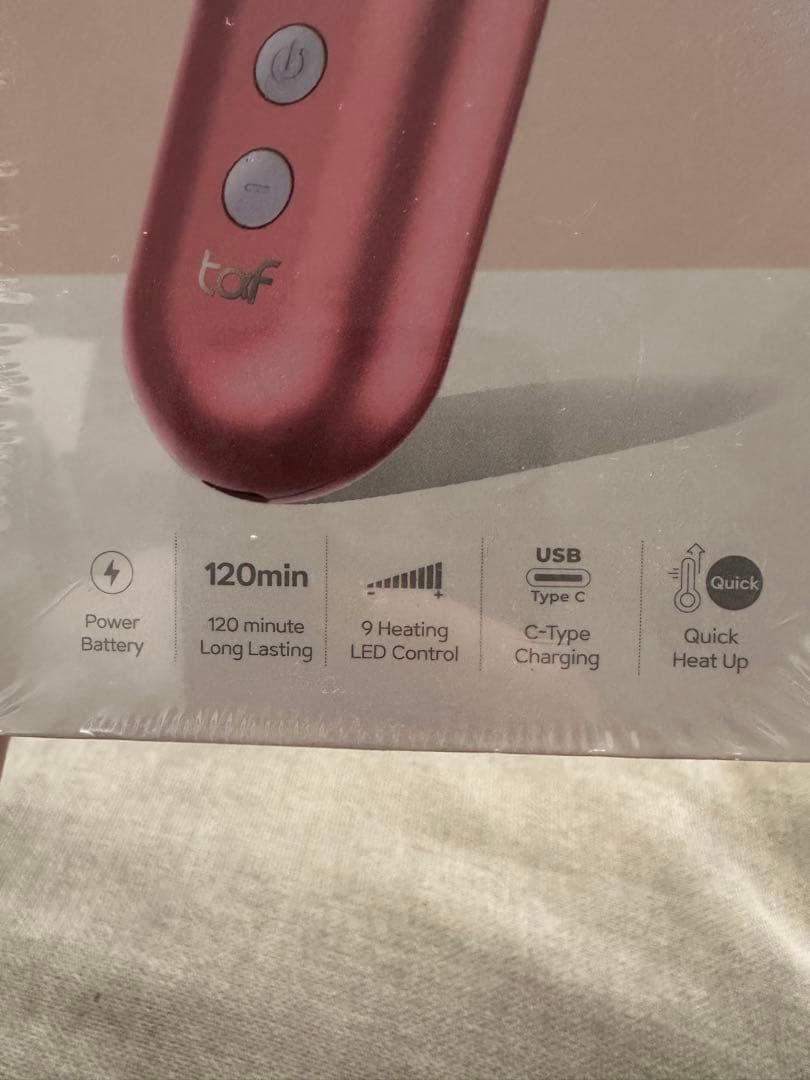 taf
120min
USB
Type C
Quick
Power
Battery
120 minute
Long Lasting
9 Heating
LED Control
C-Type
Charging
Quick
Heat Up